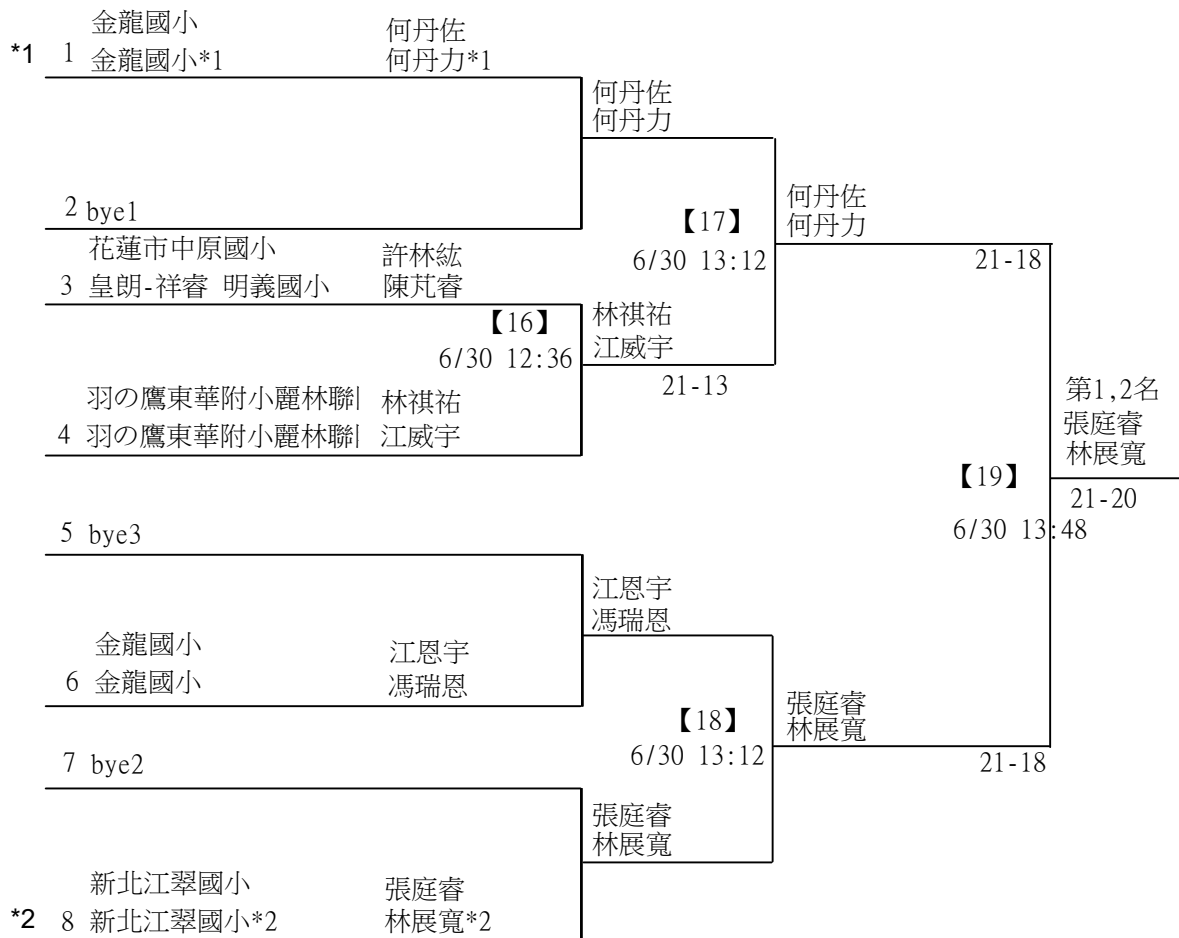 金龍國小 何丹佐
*1 1 金龍國小*1 何丹力*1
何丹佐
何丹力
2 bye1
何丹佐
何丹力
【17】
6/30 13:12
21-18
花蓮市中原國小 許林紘
3 皇朗-祥睿 明義國小 陳芃睿
【16】
6/30 12:36
林祺祐
江威宇
21-13
羽の鷹東華附小麗林聯 林祺祐
4 羽の鷹東華附小麗林聯 江威宇
第1,2名
張庭睿
林展寬
【19】
21-20
6/30 13:48
5 bye3
江恩宇
馮瑞恩
金龍國小 江恩宇
6 金龍國小 馮瑞恩
【18】
6/30 13:12
張庭睿
林展寬
21-18
7 bye2
張庭睿
林展寬
新北江翠國小 張庭睿
*2 8 新北江翠國小*2 林展寬*2